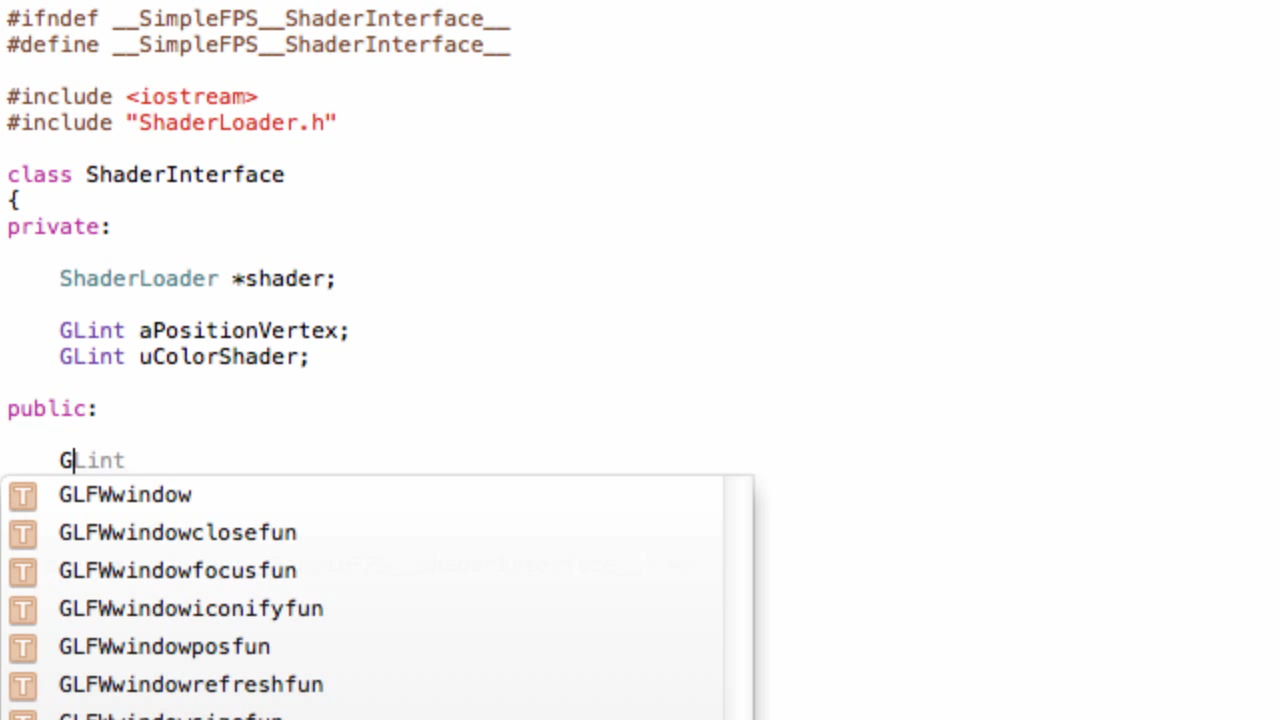 #ifndef __SimpleFPS__ShaderInterface__
#define __SimpleFPS__ShaderInterface__
#include <iostream>
#include "ShaderLoader.h"
class ShaderInterface
{
private:
ShaderLoader *shader;
GLint aPositionVertex;
GLint uColorShader;
public:
GLint
T GLFWwindow
T GLFWwindowclosefun
T GLFWwindowfocusfun
T GLFWwindowiconifyfun
T GLFWwindowposfun
T GLFWwindowrefreshfun